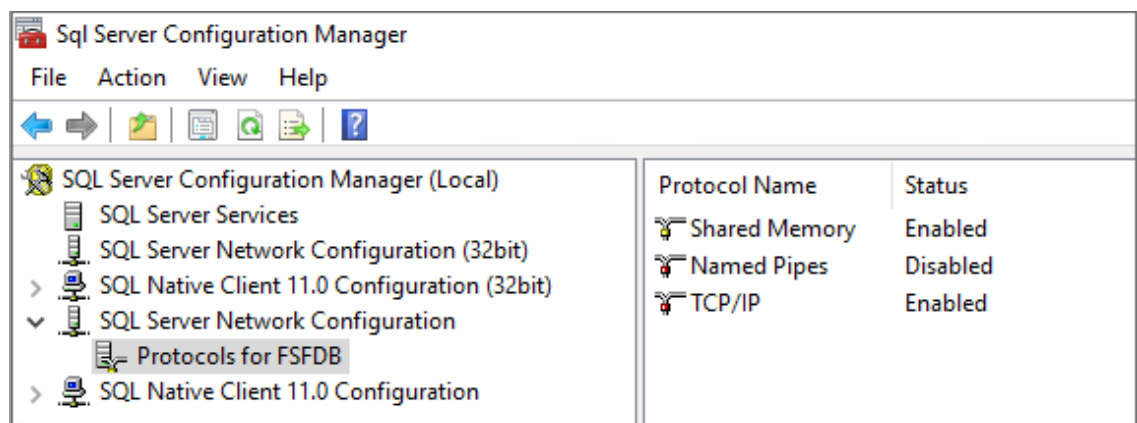 Sql Server Configuration Manager
File Action View Help
?
SQL Server Configuration Manager (Local)
SQL Server Services
SQL Server Network Configuration (32bit)
SQL Native Client 11.0 Configuration (32bit)
SQL Server Network Configuration
Protocols for FSFDB
SQL Native Client 11.0 Configuration
Protocol Name Status
Shared Memory Enabled
Named Pipes Disabled
TCP/IP Enabled